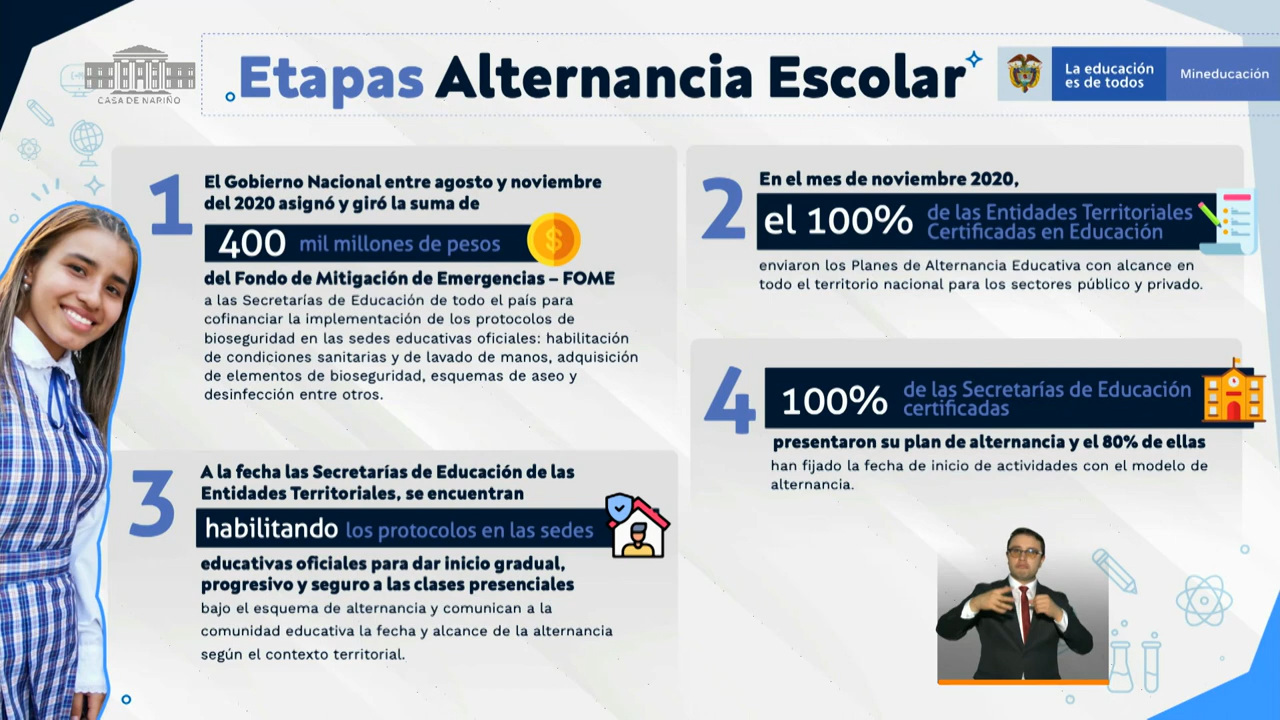 CASA DE NARIÑO
Etapas Alternancia Escolar
La educación
es de todos
Mineducación
1
El Gobierno Nacional entre agosto y noviembre
del 2020 asignó y giró la suma de
400 mil millones de pesos
del Fondo de Mitigación de Emergencias – FOME
a las Secretarías de Educación de todo el país para
cofinanciar la implementación de los protocolos de
bioseguridad en las sedes educativas oficiales: habilitación
de condiciones sanitarias y de lavado de manos, adquisición
de elementos de bioseguridad, esquemas de aseo y
desinfección entre otros.
2
En el mes de noviembre 2020,
el 100% de las Entidades Territoriales
Certificadas en Educación
enviaron los Planes de Alternancia Educativa con alcance en
todo el territorio nacional para los sectores público y privado.
3
A la fecha las Secretarías de Educación de las
Entidades Territoriales, se encuentran
habilitando los protocolos en las sedes
educativas oficiales para dar inicio gradual,
progresivo y seguro a las clases presenciales
bajo el esquema de alternancia y comunican a la
comunidad educativa la fecha y alcance de la alternancia
según el contexto territorial.
4
100% de las Secretarías de Educación
certificadas
presentaron su plan de alternancia y el 80% de ellas
han fijado la fecha de inicio de actividades con el modelo de
alternancia.